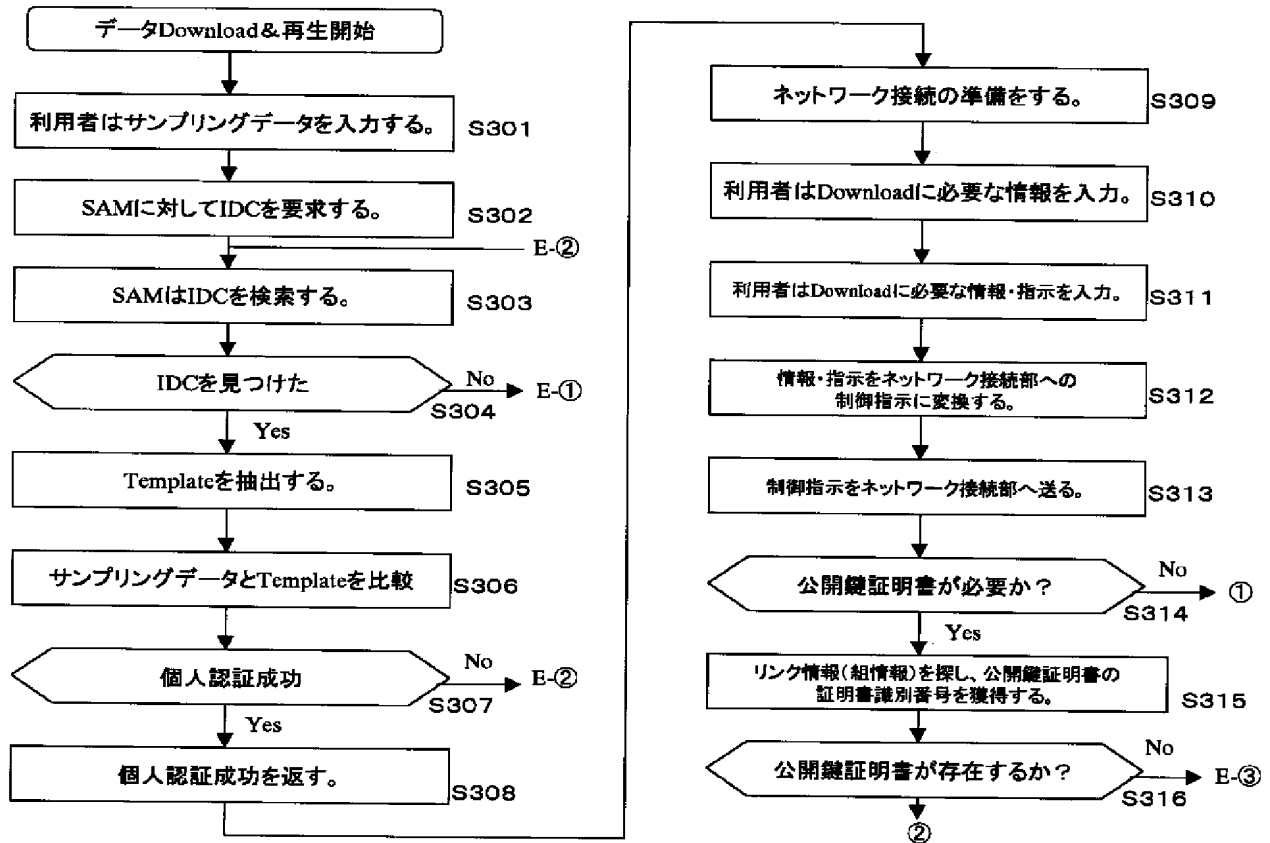 データDownload&再生開始
利用者はサンプリングデータを入力する。
S301
SAMに対してIDCを要求する。
S302
E-②
SAMはIDCを検索する。
S303
IDCを見つけた
No
E-①
S304
Yes
Templateを抽出する。
S305
サンプリングデータとTemplateを比較
S306
個人認証成功
No
E-②
S307
Yes
個人認証成功を返す。
S308
ネットワーク接続の準備をする。
S309
利用者はDownloadに必要な情報を入力。
S310
利用者はDownloadに必要な情報・指示を入力。
S311
情報・指示をネットワーク接続部への
制御指示に変換する。
S312
制御指示をネットワーク接続部へ送る。
S313
公開鍵証明書が必要か?
No
①
S314
Yes
リンク情報(組情報)を探し、公開鍵証明書の
証明書識別番号を獲得する。
S315
公開鍵証明書が存在するか?
No
E-③
S316
②